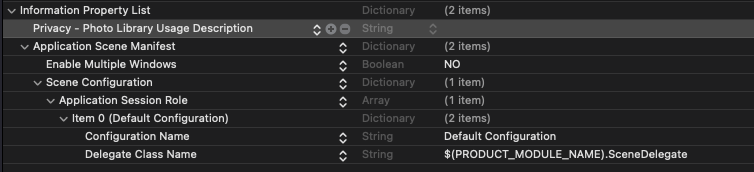 Information Property List Dictionary (2 items)
Privacy - Photo Library Usage Description String
Application Scene Manifest Dictionary (2 items)
Enable Multiple Windows Boolean NO
Scene Configuration Dictionary (1 item)
Application Session Role Array (1 item)
Item 0 (Default Configuration) Dictionary (2 items)
Configuration Name String Default Configuration
Delegate Class Name String $(PRODUCT_MODULE_NAME).SceneDelegate